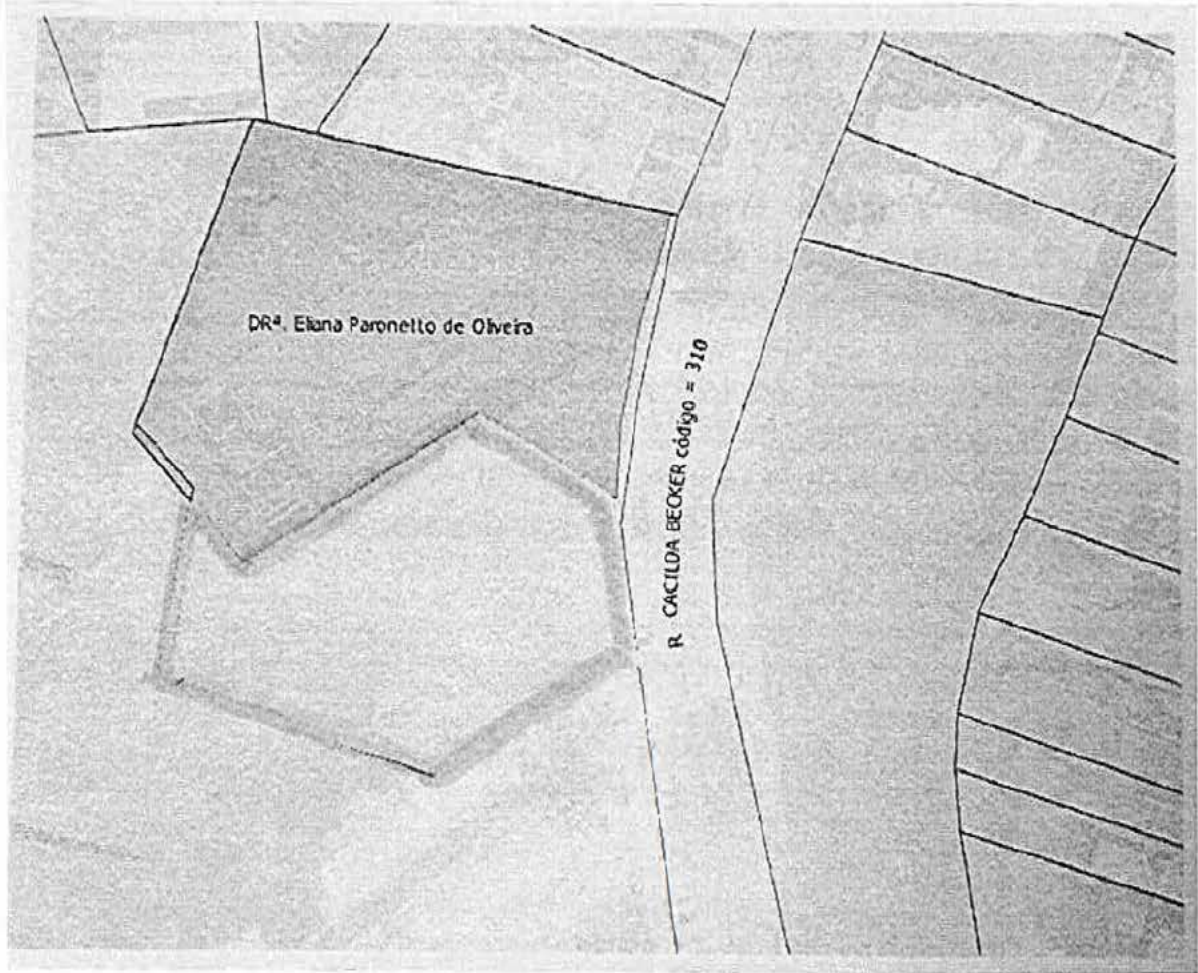 DRª. Eliana Paronetto de Oliveira
R CACILDA BECKER código = 310